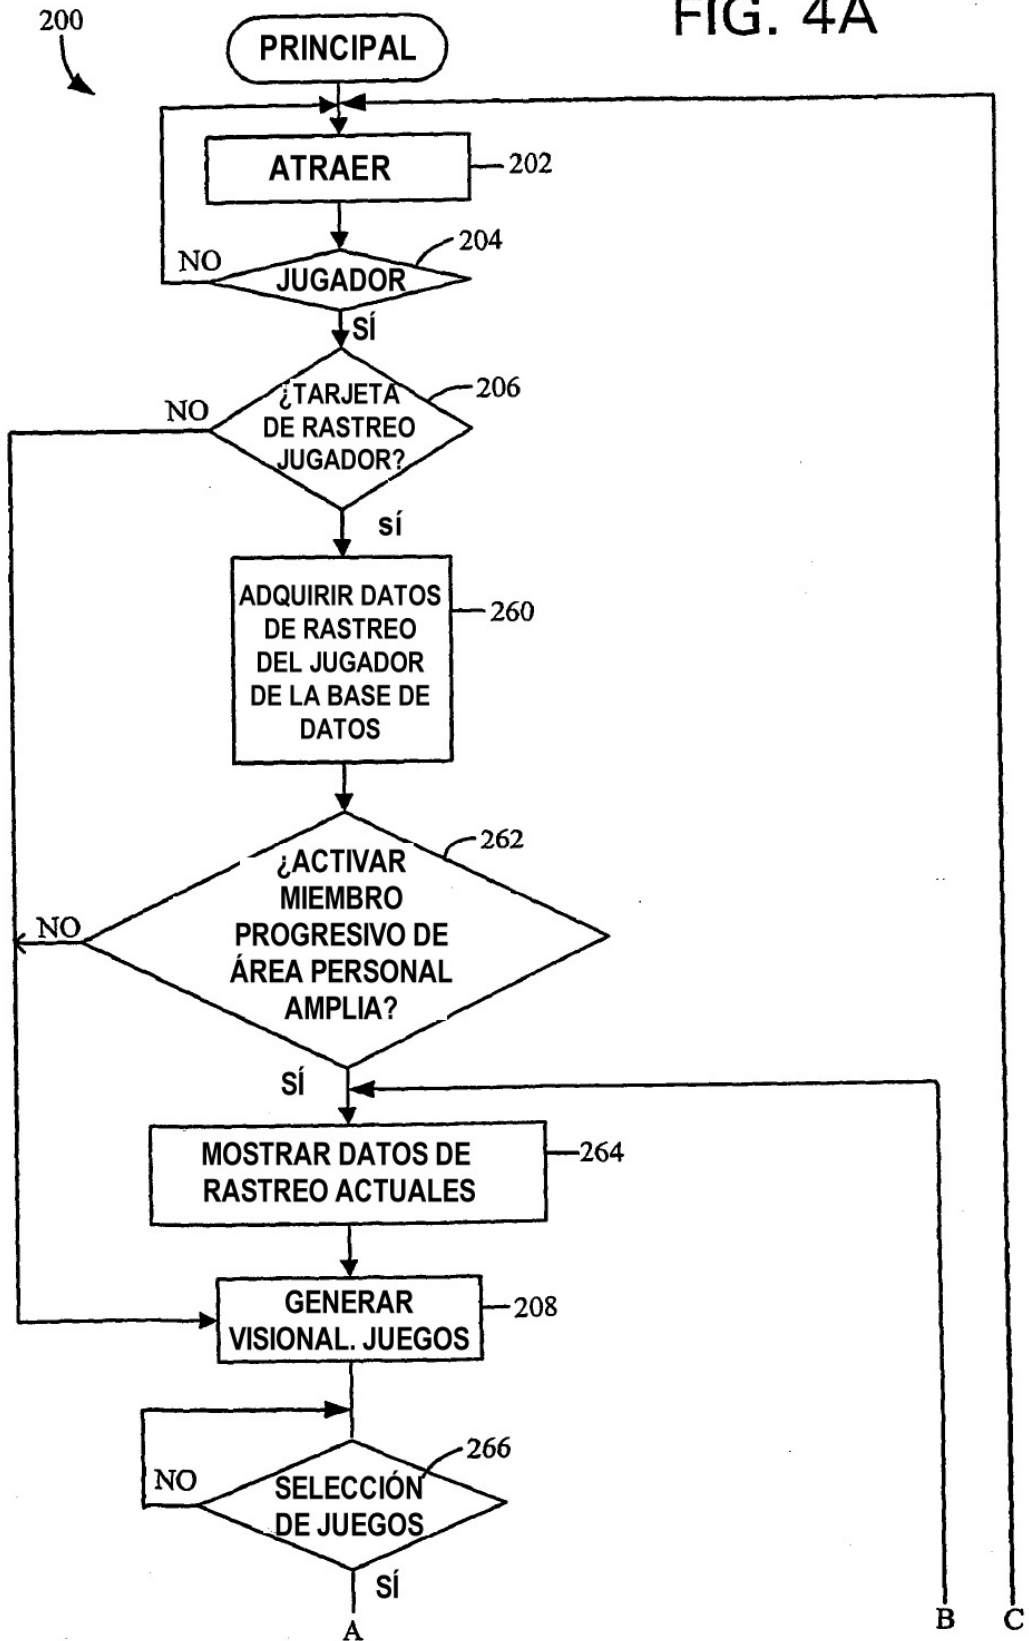 FIG. 4A
200
PRINCIPAL
ATRAER
202
204
NO
JUGADOR
SÍ
206
NO
¿TARJETA
DE RASTREO
JUGADOR?
SÍ
ADQUIRIR DATOS
DE RASTREO
DEL JUGADOR
DE LA BASE DE
DATOS
260
262
NO
¿ACTIVAR
MIEMBRO
PROGRESIVO DE
ÁREA PERSONAL
AMPLIA?
SÍ
MOSTRAR DATOS DE
RASTREO ACTUALES
264
GENERAR
VISIONAL. JUEGOS
208
266
NO
SELECCIÓN
DE JUEGOS
SÍ
A
B
C